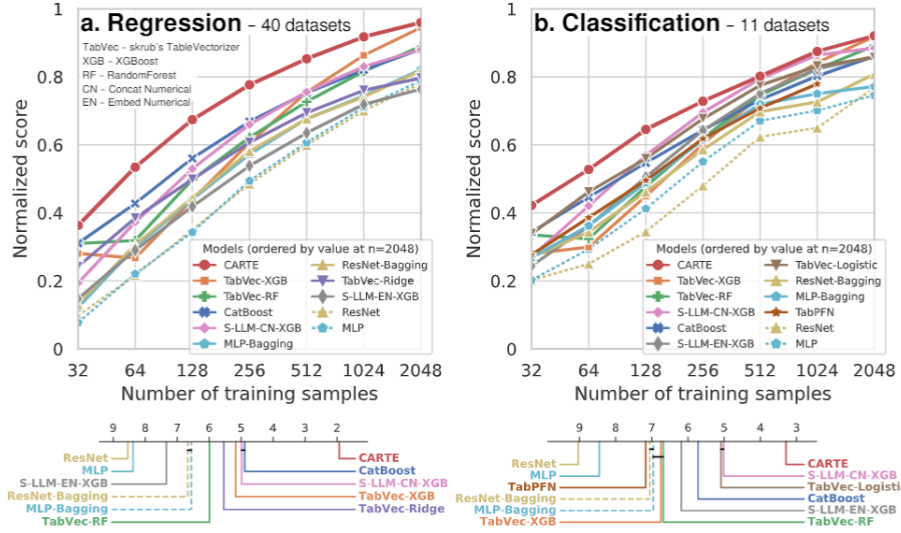 a. Regression – 40 datasets
TabVec – skrub's TableVectorizer
XGB – XGBoost
RF – RandomForest
CN – Concat Numerical
EN – Embed Numerical
Normalized score
1
0.8
0.6
0.4
0.2
0
Models (ordered by value at n=2048)
CARTE
TabVec-XGB
TabVec-RF
CatBoost
S-LLM-CN-XGB
MLP-Bagging
ResNet-Bagging
TabVec-Ridge
S-LLM-EN-XGB
ResNet
MLP
32 64 128 256 512 1024 2048
Number of training samples
b. Classification – 11 datasets
Normalized score
1
0.8
0.6
0.4
0.2
0
Models (ordered by value at n=2048)
CARTE
TabVec-XGB
TabVec-RF
S-LLM-CN-XGB
CatBoost
S-LLM-EN-XGB
TabVec-Logistic
ResNet-Bagging
MLP-Bagging
TabPFN
ResNet
MLP
32 64 128 256 512 1024 2048
Number of training samples
9 8 7 6 5 4 3 2
ResNet
MLP
S-LLM-EN-XGB
ResNet-Bagging
MLP-Bagging
TabVec-RF
CARTE
CatBoost
S-LLM-CN-XGB
TabVec-XGB
TabVec-Ridge
9 8 7 6 5 4 3
ResNet
MLP
TabPFN
ResNet-Bagging
MLP-Bagging
TabVec-XGB
CARTE
S-LLM-CN-XGB
TabVec-Logisti
CatBoost
S-LLM-EN-XGB
TabVec-RF